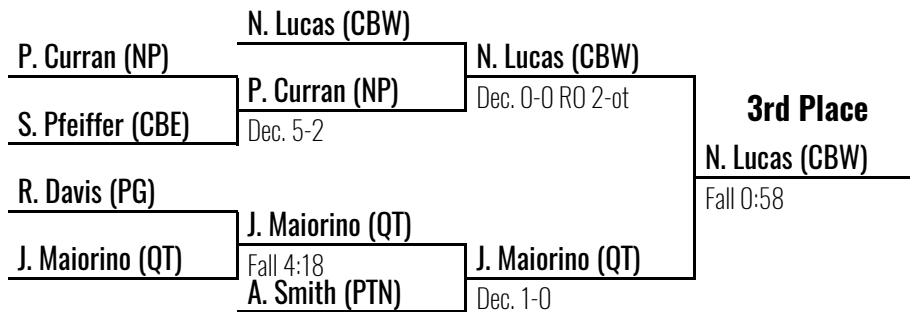 N. Lucas (CBW)
P. Curran (NP)
N. Lucas (CBW)
P. Curran (NP)
Dec. 0-0 RO 2-ot
3rd Place
S. Pfeiffer (CBE)
Dec. 5-2
N. Lucas (CBW)
R. Davis (PG)
Fall 0:58
J. Maiorino (QT)
J. Maiorino (QT)
Fall 4:18
J. Maiorino (QT)
A. Smith (PTN)
Dec. 1-0